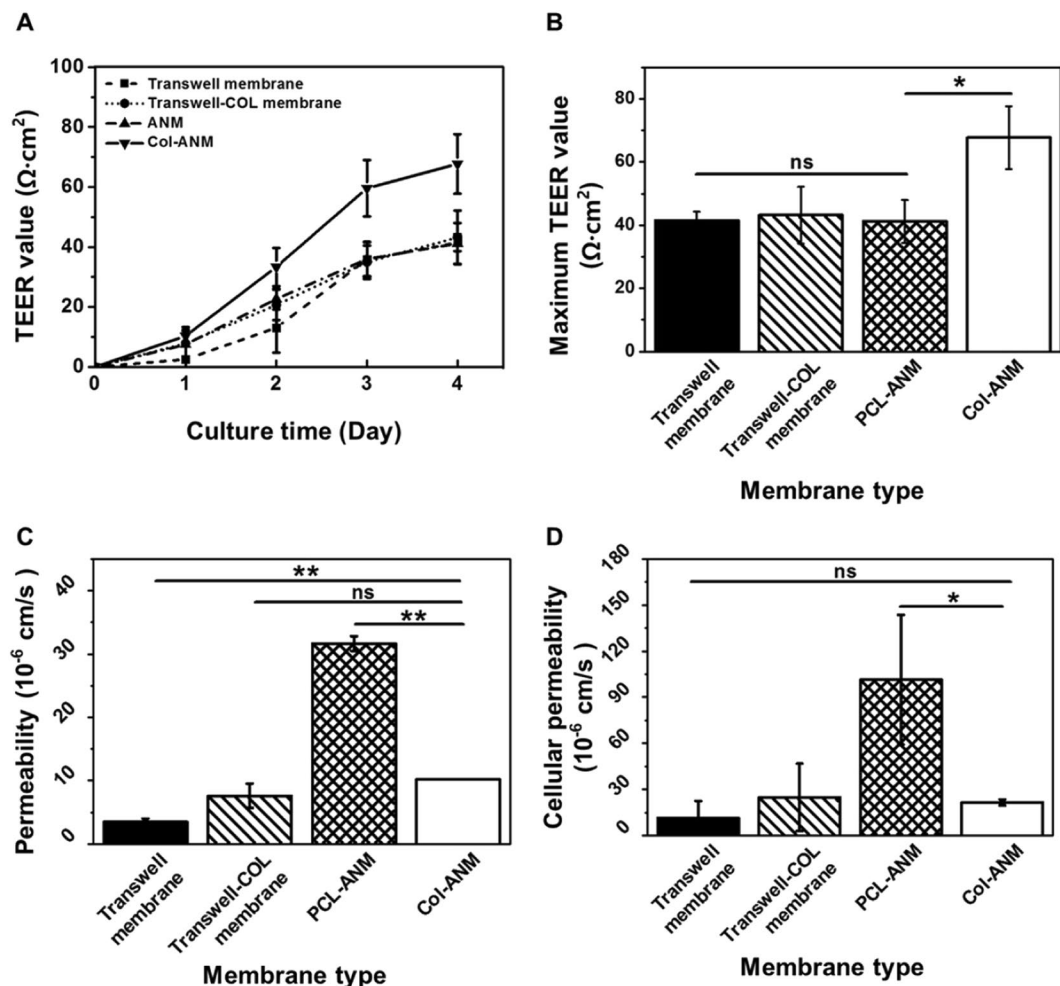 A
TEER value (Ω·cm²)
100
80
60
40
20
0
Transwell membrane
Transwell-COL membrane
ANM
Col-ANM
0 1 2 3 4
Culture time (Day)
B
Maximum TEER value
(Ω·cm²)
80
60
40
20
0
*
ns
Transwell
membrane
Transwell-COL
membrane
PCL-ANM
Col-ANM
Membrane type
C
Permeability (10⁻⁶ cm/s )
40
30
20
10
0
**
ns
**
Transwell
membrane
Transwell-COL
membrane
PCL-ANM
Col-ANM
Membrane type
D
Cellular permeability
(10⁻⁶ cm/s )
180
150
120
90
60
30
0
ns
*
Transwell
membrane
Transwell-COL
membrane
PCL-ANM
Col-ANM
Membrane type